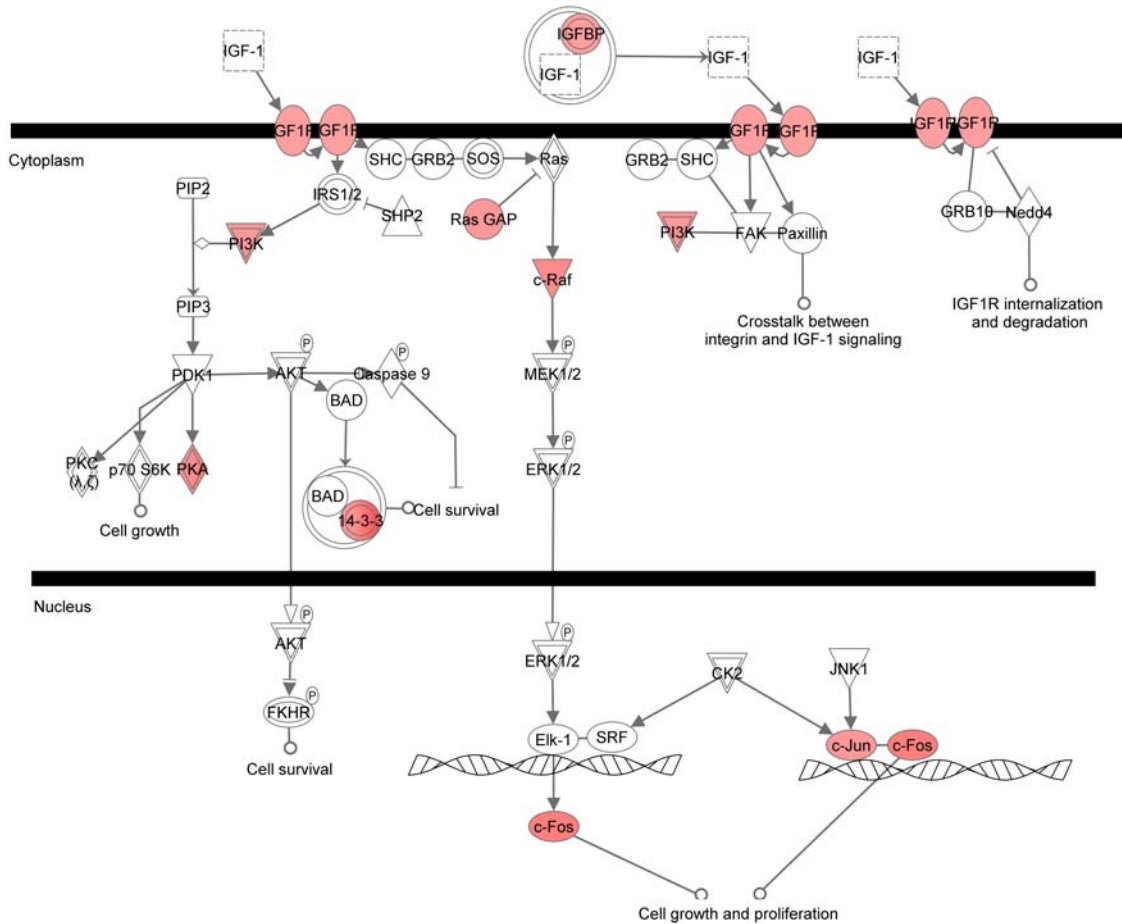 IGFBP
IGF-1
IGF-1
IGF-1
IGF-1
IGF1R
IGF1R
IGF1R
IGF1R
IGF1R
IGF1R
Cytoplasm
SHC
GRB2
SOS
Ras
GRB2
SHC
PIP2
IRS1/2
SHP2
Ras GAP
PI3K
PI3K
FAK
Paxillin
GRB10
Nedd4
c-Raf
PIP3
Crosstalk between
integrin and IGF-1 signaling
IGF1R internalization
and degradation
P
P
P
PDK1
AKT
Caspase 9
MEK1/2
BAD
P
PKC
(λ,ζ)
p70 S6K
PKA
ERK1/2
BAD
14-3-3
Cell survival
Cell growth
Nucleus
P
P
AKT
ERK1/2
CK2
JNK1
P
FKHR
Elk-1
SRF
c-Jun
c-Fos
Cell survival
c-Fos
Cell growth and proliferation